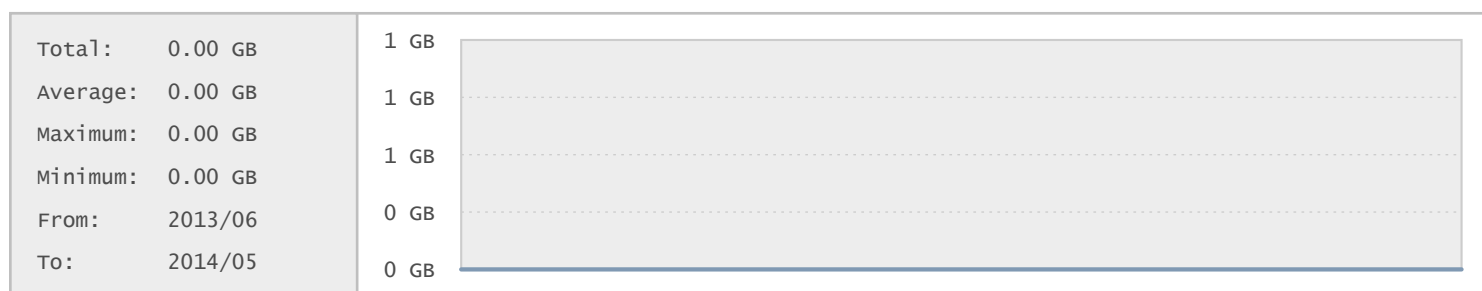 Total: 0.00 GB
Average: 0.00 GB
Maximum: 0.00 GB
Minimum: 0.00 GB
From: 2013/06
To: 2014/05
1 GB
1 GB
1 GB
0 GB
0 GB